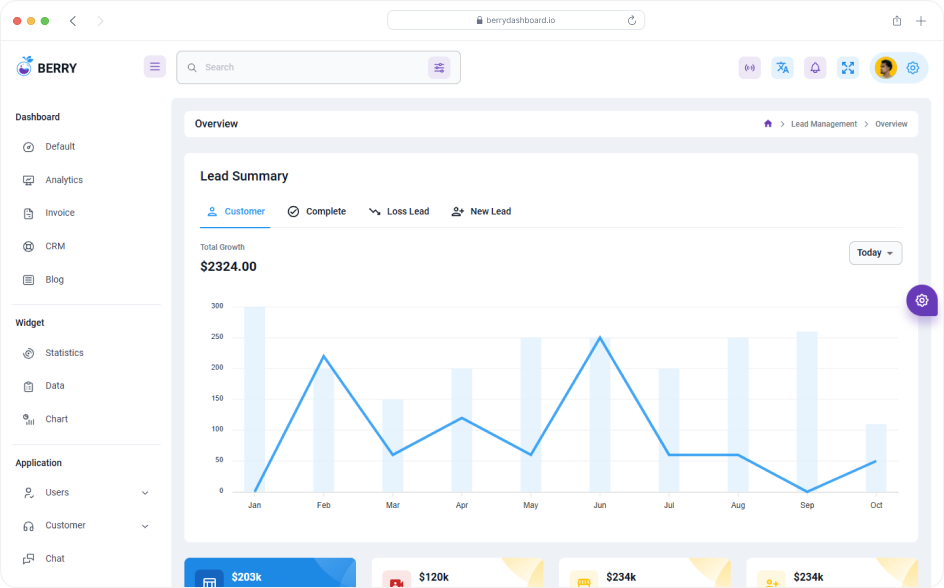 berrydashboard.io
BERRY
Search
Dashboard
Default
Analytics
Invoice
CRM
Blog
Widget
Statistics
Data
Chart
Application
Users
Customer
Chat
Overview
Lead Management
Overview
Lead Summary
Customer
Complete
Loss Lead
New Lead
Total Growth
$2324.00
Today
300
250
200
150
100
50
0
Jan Feb Mar Apr May Jun Jul Aug Sep Oct
$203k
$120k
$234k
$234k